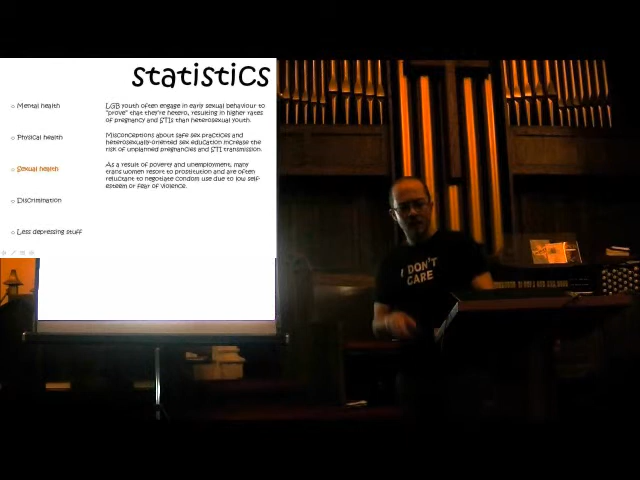 statistics
Mental health
Physical health
Sexual health
Discrimination
Less depressing stuff
LGB youth often engage in early sexual behaviour to
"prove" that they're hetero, resulting in higher rates
of pregnancy and STIs than heterosexual youth.
Misconceptions about safe sex practices and
heterosexually-oriented sex education increase the
risk of unplanned pregnancies and STI transmission.
As a result of poverty and unemployment, many
trans women resort to prostitution and are often
reluctant to negotiate condom use due to low self-
esteem or fear of violence.
I DON'T
CARE